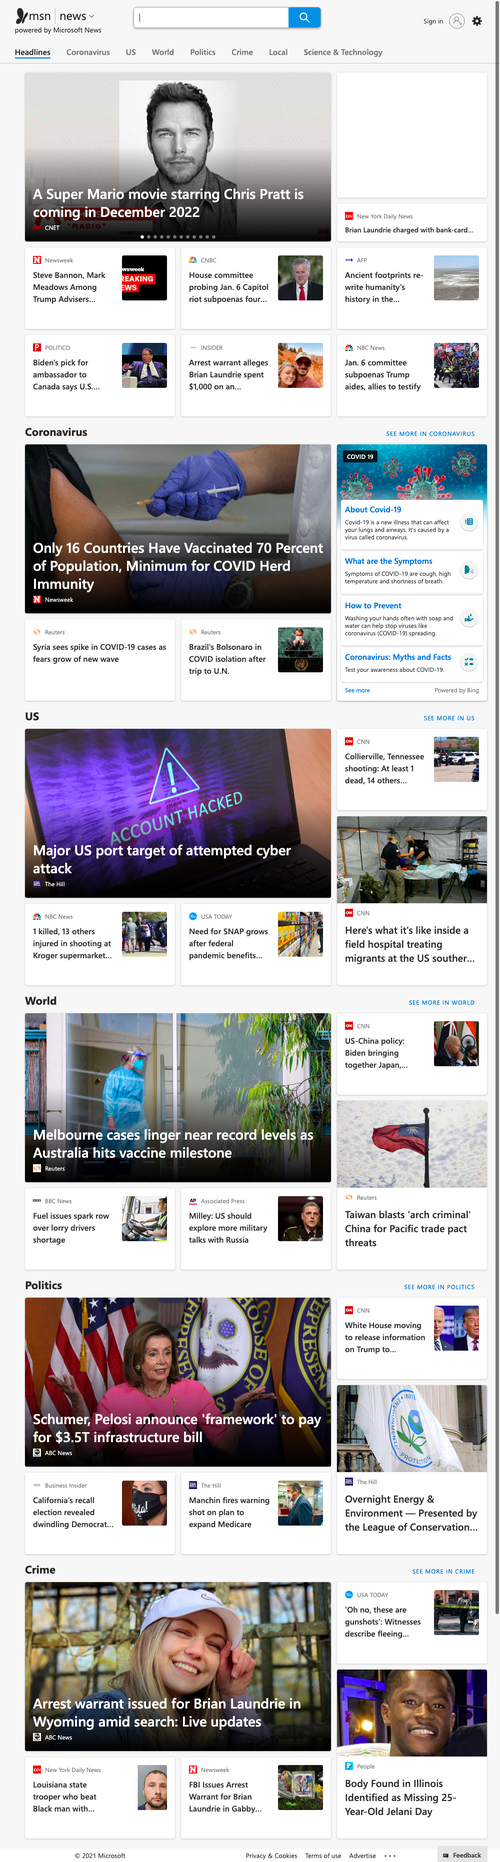 msn news
powered by Microsoft News
Sign in
Headlines Coronavirus US World Politics Crime Local Science & Technology
A Super Mario movie starring Chris Pratt is
coming in December 2022
CNET
New York Daily News
Brian Laundrie charged with bank-card...
Newsweek
Steve Bannon, Mark
Meadows Among
Trump Advisers...
CNBC
House committee
probing Jan. 6 Capitol
riot subpoenas four...
AFP
Ancient footprints re-
write humanity's
history in the...
POLITICO
Biden's pick for
ambassador to
Canada says U.S....
INSIDER
Arrest warrant alleges
Brian Laundrie spent
$1,000 on an...
NBC News
Jan. 6 committee
subpoenas Trump
aides, allies to testify
Coronavirus
SEE MORE IN CORONAVIRUS
Only 16 Countries Have Vaccinated 70 Percent
of Population, Minimum for COVID Herd
Immunity
Newsweek
COVID 19
About Covid-19
Covid-19 is a new illness that can affect
your lungs and airways. It's caused by a
virus called coronavirus.
What are the Symptoms
Symptoms of COVID-19 are cough, high
temperature and shortness of breath.
How to Prevent
Washing your hands often with soap and
water can help stop viruses like
coronavirus (COVID-19) spreading.
Coronavirus: Myths and Facts
Test your awareness about COVID-19.
See more
Powered by Bing
Reuters
Syria sees spike in COVID-19 cases as
fears grow of new wave
Reuters
Brazil's Bolsonaro in
COVID isolation after
trip to U.N.
US
SEE MORE IN US
ACCOUNT HACKED
Major US port target of attempted cyber
attack
The Hill
CNN
Collierville, Tennessee
shooting: At least 1
dead, 14 others...
CNN
Here's what it's like inside a
field hospital treating
migrants at the US souther...
NBC News
1 killed, 13 others
injured in shooting at
Kroger supermarket...
USA TODAY
Need for SNAP grows
after federal
pandemic benefits...
World
SEE MORE IN WORLD
Melbourne cases linger near record levels as
Australia hits vaccine milestone
Reuters
CNN
US-China policy:
Biden bringing
together Japan,...
Reuters
Taiwan blasts 'arch criminal'
China for Pacific trade pact
threats
BBC News
Fuel issues spark row
over lorry drivers
shortage
Associated Press
Milley: US should
explore more military
talks with Russia
Politics
SEE MORE IN POLITICS
Schumer, Pelosi announce 'framework' to pay
for $3.5T infrastructure bill
ABC News
CNN
White House moving
to release information
on Trump to...
The Hill
Overnight Energy &
Environment — Presented by
the League of Conservation...
Business Insider
California's recall
election revealed
dwindling Democrat...
The Hill
Manchin fires warning
shot on plan to
expand Medicare
Crime
SEE MORE IN CRIME
Arrest warrant issued for Brian Laundrie in
Wyoming amid search: Live updates
ABC News
USA TODAY
'Oh no, these are
gunshots': Witnesses
describe fleeing...
People
Body Found in Illinois
Identified as Missing 25-
Year-Old Jelani Day
New York Daily News
Louisiana state
trooper who beat
Black man with...
Newsweek
FBI Issues Arrest
Warrant for Brian
Laundrie in Gabby...
© 2021 Microsoft
Privacy & Cookies Terms of use Advertise ...
Feedback